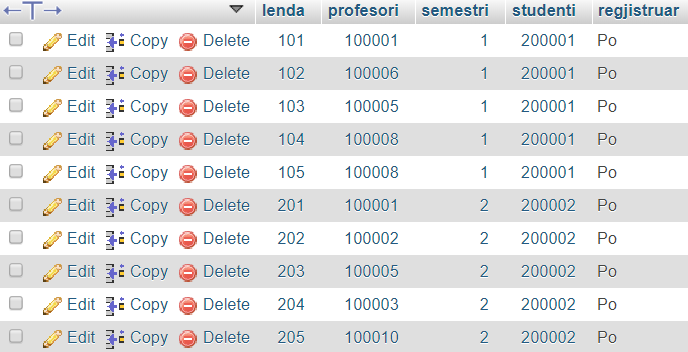 lenda profesori semestri studenti regjistruar
Edit Copy Delete 101 100001 1 200001 Po
Edit Copy Delete 102 100006 1 200001 Po
Edit Copy Delete 103 100005 1 200001 Po
Edit Copy Delete 104 100008 1 200001 Po
Edit Copy Delete 105 100008 1 200001 Po
Edit Copy Delete 201 100001 2 200002 Po
Edit Copy Delete 202 100002 2 200002 Po
Edit Copy Delete 203 100005 2 200002 Po
Edit Copy Delete 204 100003 2 200002 Po
Edit Copy Delete 205 100010 2 200002 Po